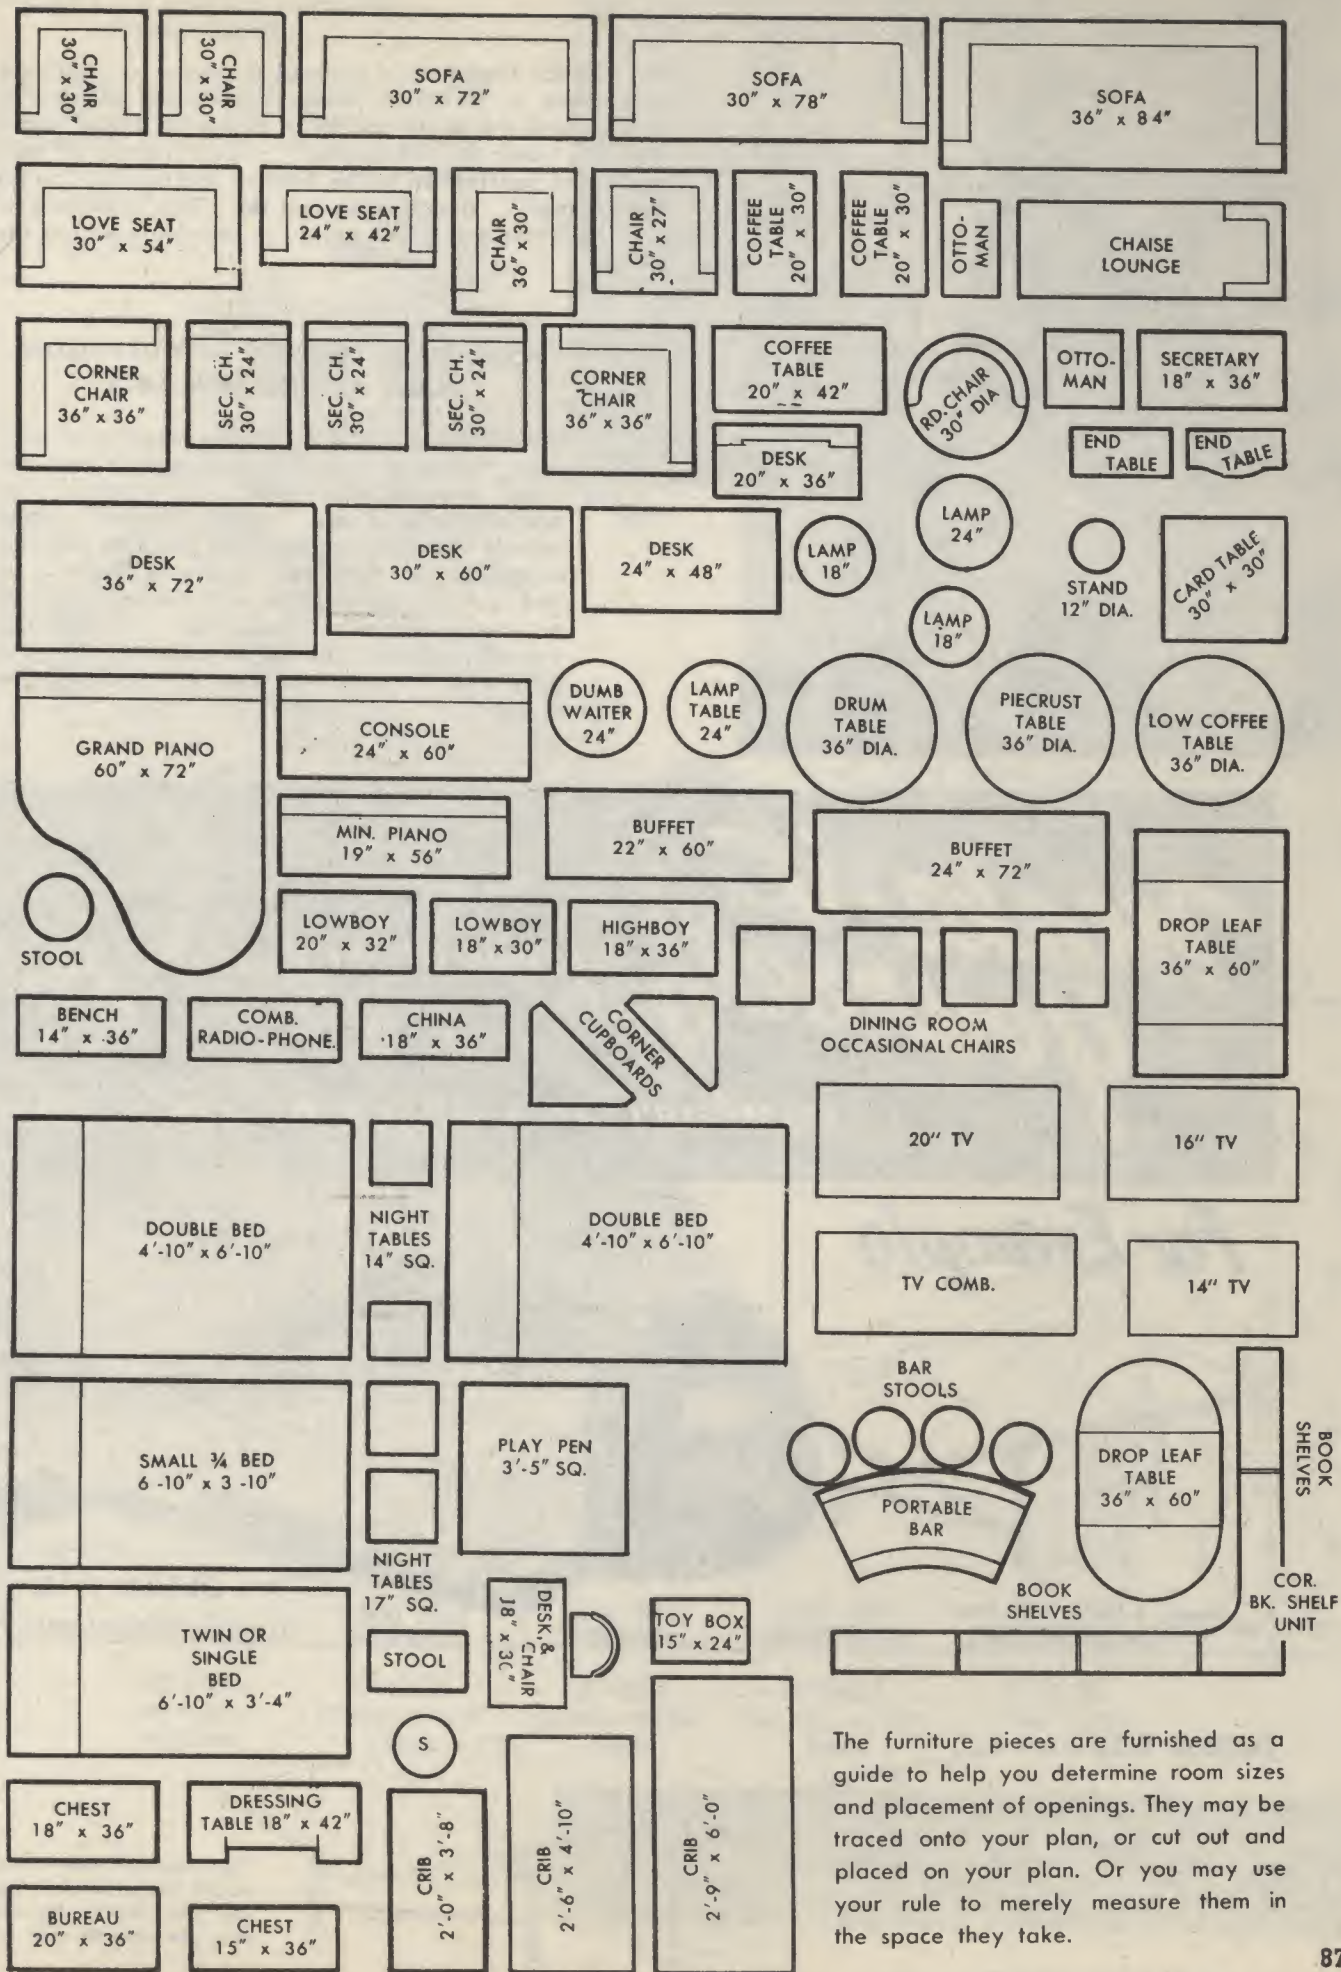 CHAIR
30" x 30"
CHAIR
30" x 30"
SOFA
30" x 72"
SOFA
30" x 78"
SOFA
36" x 84"
LOVE SEAT
30" x 54"
LOVE SEAT
24" x 42"
CHAIR
36" x 30"
CHAIR
30" x 27"
COFFEE
TABLE
20" x 30"
COFFEE
TABLE
20" x 30"
OTTO-
MAN
CHAISE
LOUNGE
CORNER
CHAIR
36" x 36"
SEC. CH.
30" x 24"
SEC. CH.
30" x 24"
SEC. CH.
30" x 24"
CORNER
CHAIR
36" x 36"
COFFEE
TABLE
20" x 42"
RD. CHAIR
30" DIA
OTTO-
MAN
SECRETARY
18" x 36"
DESK
20" x 36"
END
TABLE
END
TABLE
DESK
36" x 72"
DESK
30" x 60"
DESK
24" x 48"
LAMP
18"
LAMP
24"
LAMP
18"
STAND
12" DIA.
CARD TABLE
30" x 30"
GRAND PIANO
60" x 72"
CONSOLE
24" x 60"
DUMB
WAITER
24"
LAMP
TABLE
24"
DRUM
TABLE
36" DIA.
PIECRUST
TABLE
36" DIA.
LOW COFFEE
TABLE
36" DIA.
MIN. PIANO
19" x 56"
BUFFET
22" x 60"
BUFFET
24" x 72"
DROP LEAF
TABLE
36" x 60"
STOOL
LOWBOY
20" x 32"
LOWBOY
18" x 30"
HIGHBOY
18" x 36"
DINING ROOM
OCCASIONAL CHAIRS
BENCH
14" x 36"
COMB.
RADIO-PHONE.
CHINA
18" x 36"
CORNER
CUPBOARDS
20" TV
16" TV
DOUBLE BED
4'-10" x 6'-10"
NIGHT
TABLES
14" SQ.
DOUBLE BED
4'-10" x 6'-10"
TV COMB.
14" TV
SMALL ¾ BED
6 -10" x 3 -10"
PLAY PEN
3'-5" SQ.
NIGHT
TABLES
17" SQ.
BAR
STOOLS
PORTABLE
BAR
DROP LEAF
TABLE
36" x 60"
BOOK
SHELVES
BOOK
SHELVES
COR.
BK. SHELF
UNIT
TWIN OR
SINGLE
BED
6'-10" x 3'-4"
STOOL
DESK, &
CHAIR
18" x 30"
TOY BOX
15" x 24"
S
CHEST
18" x 36"
DRESSING
TABLE 18" x 42"
CRIB
2'-0" x 3'-8"
CRIB
2'-6" x 4'-10"
CRIB
2'-9" x 6'-0"
BUREAU
20" x 36"
CHEST
15" x 36"
The furniture pieces are furnished as a
guide to help you determine room sizes
and placement of openings. They may be
traced onto your plan, or cut out and
placed on your plan. Or you may use
your rule to merely measure them in
the space they take.
87